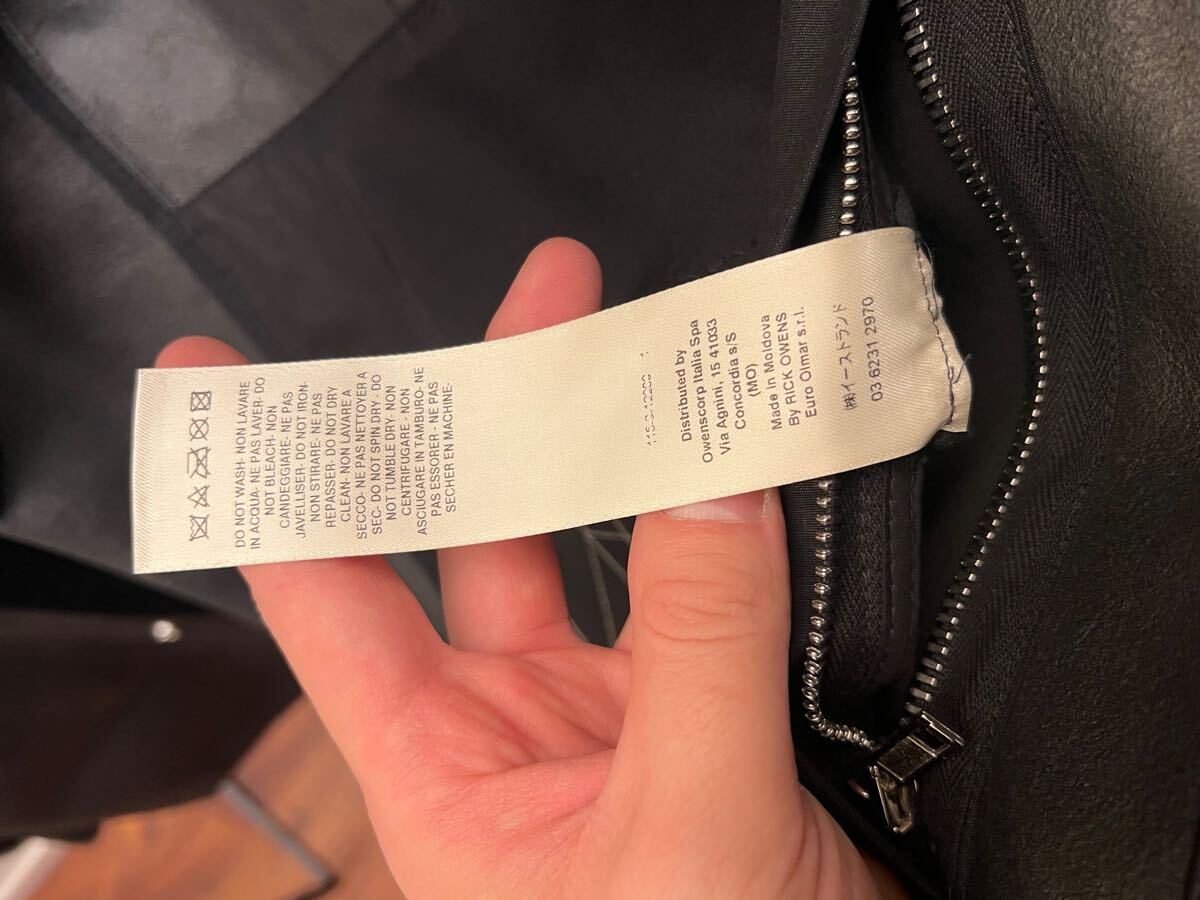 DO NOT WASH- NON LAVARE
IN ACQUA- NE PAS LAVER- DO
NOT BLEACH- NON
CANDEGGIARE- NE PAS
JAVELLISER- DO NOT IRON-
NON STIRARE- NE PAS
REPASSER- DO NOT DRY
CLEAN- NON LAVARE A
SECCO- NE PAS NETTOYER A
SEC- DO NOT SPIN DRY - DO
NOT TUMBLE DRY- NON
CENTRIFUGARE - NON
ASCIUGARE IN TAMBURO- NE
PAS ESSORER - NE PAS
SECHER EN MACHINE-
Distributed by
Owenscorp Italia Spa
Via Agnini, 15 41033
Concordia s/S
(MO)
Made In Moldova
By RICK OWENS
Euro Olmar s.r.l.
㈱イーストランド
03 6231 2970